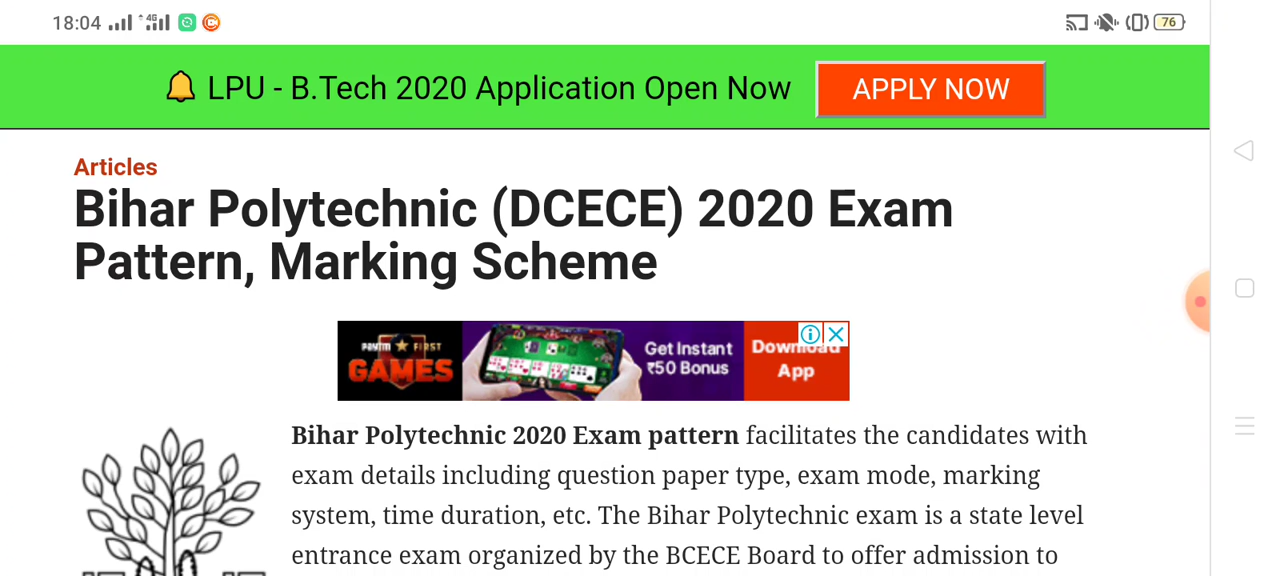 18:04 4G 76
LPU - B.Tech 2020 Application Open Now APPLY NOW
Articles
Bihar Polytechnic (DCECE) 2020 Exam
Pattern, Marking Scheme
PAYTM FIRST
GAMES
Get Instant
₹50 Bonus
Download
App
Bihar Polytechnic 2020 Exam pattern facilitates the candidates with
exam details including question paper type, exam mode, marking
system, time duration, etc. The Bihar Polytechnic exam is a state level
entrance exam organized by the BCECE Board to offer admission to